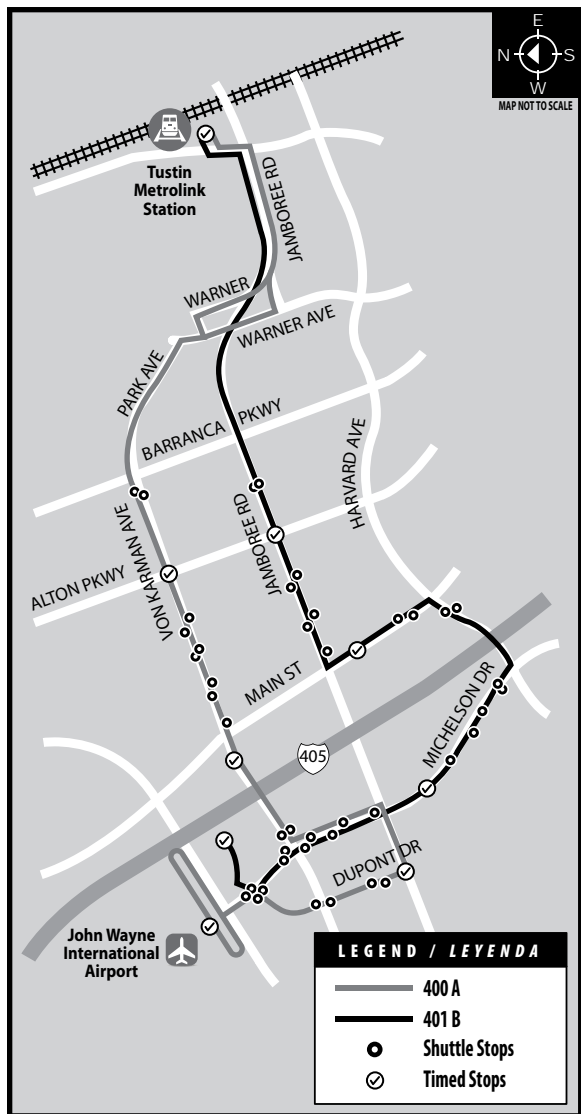 E
N S
W
MAP NOT TO SCALE
Tustin
Metrolink
Station
JAMBOREE RD
WARNER
WARNER AVE
PARK AVE
BARRANCA PKWY
HARVARD AVE
JAMBOREE RD
VON KARMAN AVE
ALTON PKWY
MAIN ST
MICHELSON DR
405
DUPONT DR
John Wayne
International
Airport
LEGEND / LEYENDA
400 A
401 B
Shuttle Stops
Timed Stops